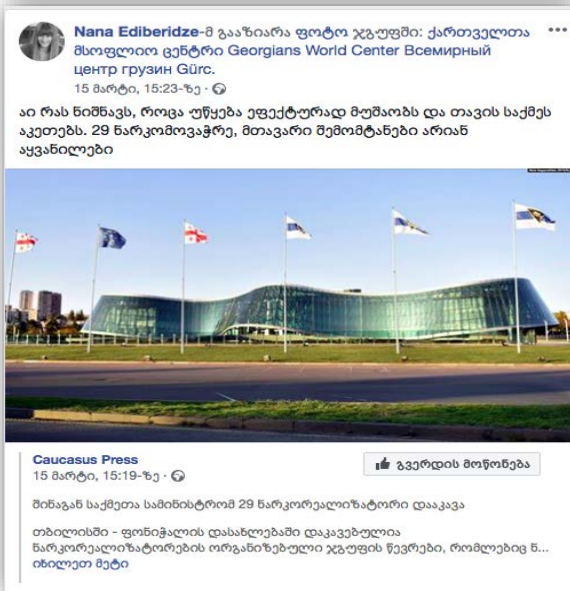 Nana Ediberidze-მ გააზიარა ფოტო ჯგუფში: ქართველთა
მსოფლიო ცენტრი Georgians World Center Всемирный
центр грузин Gürc.
15 მარტი, 15:23-ზე ·
აი რას ნიშნავს, როცა უწყება ეფექტურად მუშაობს და თავის საქმეს
აკეთებს. 29 ნარკომოვაჭრე, მთავარი შემომტანები არიან
აყვანილები
Caucasus Press
15 მარტი, 15:19-ზე ·
გვერდის მოწონება
შინაგან საქმეთა სამინისტრომ 29 ნარკორეალიზატორი დააკავა
თბილისში - ფონიჭალის დასახლებაში დაკავებულია
ნარკორეალიზატორების ორგანიზებული ჯგუფის წევრები, რომლებიც ნ...
იხილეთ მეტი